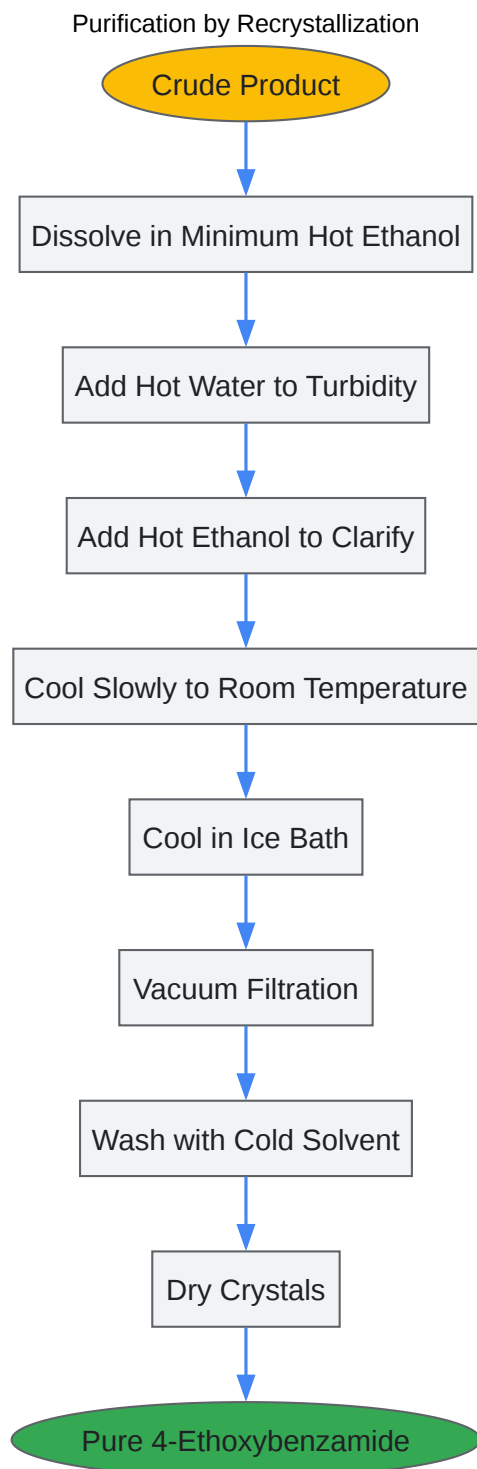 Purification by Recrystallization
Crude Product
Dissolve in Minimum Hot Ethanol
Add Hot Water to Turbidity
Add Hot Ethanol to Clarify
Cool Slowly to Room Temperature
Cool in Ice Bath
Vacuum Filtration
Wash with Cold Solvent
Dry Crystals
Pure 4-Ethoxybenzamide